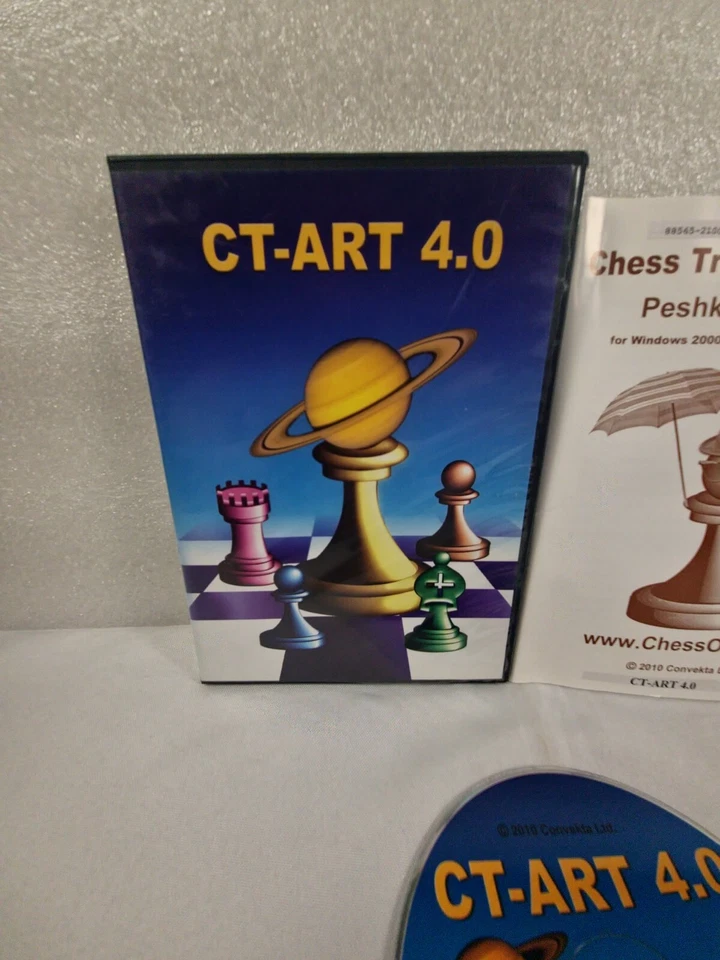 CT-ART 4.0
Chess Tr
Peshk
for Windows 2000
www.ChessO
© 2010 Convekta L
CT-ART 4.0
© 2010 Convekta Ltd.
CT-ART 4.0